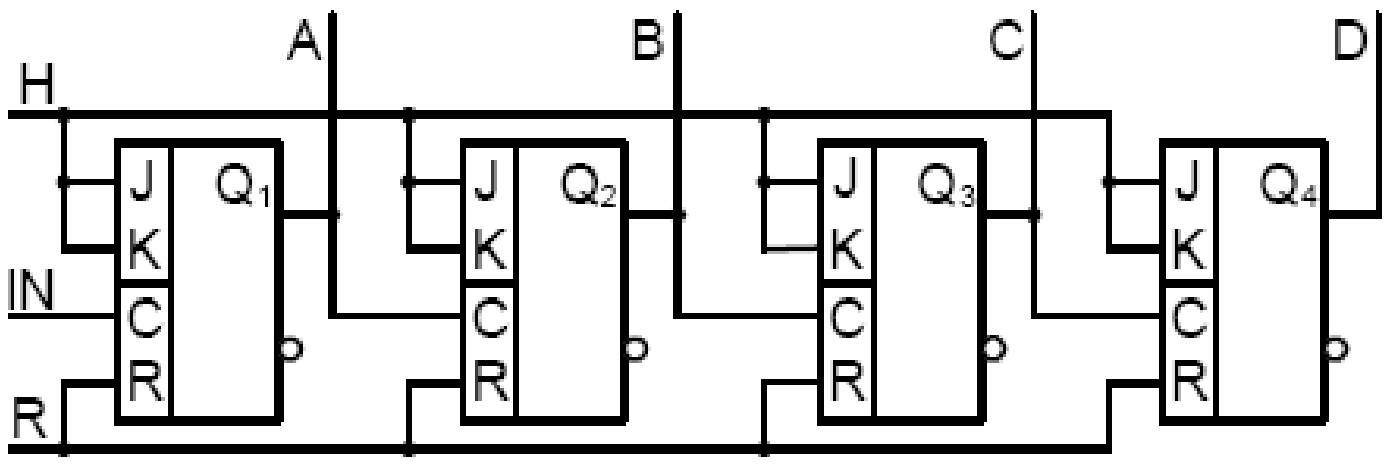 A B C D
H
J Q₁ J Q₂ J Q₃ J Q₄
K K K K
IN C C C C
R R R R
R